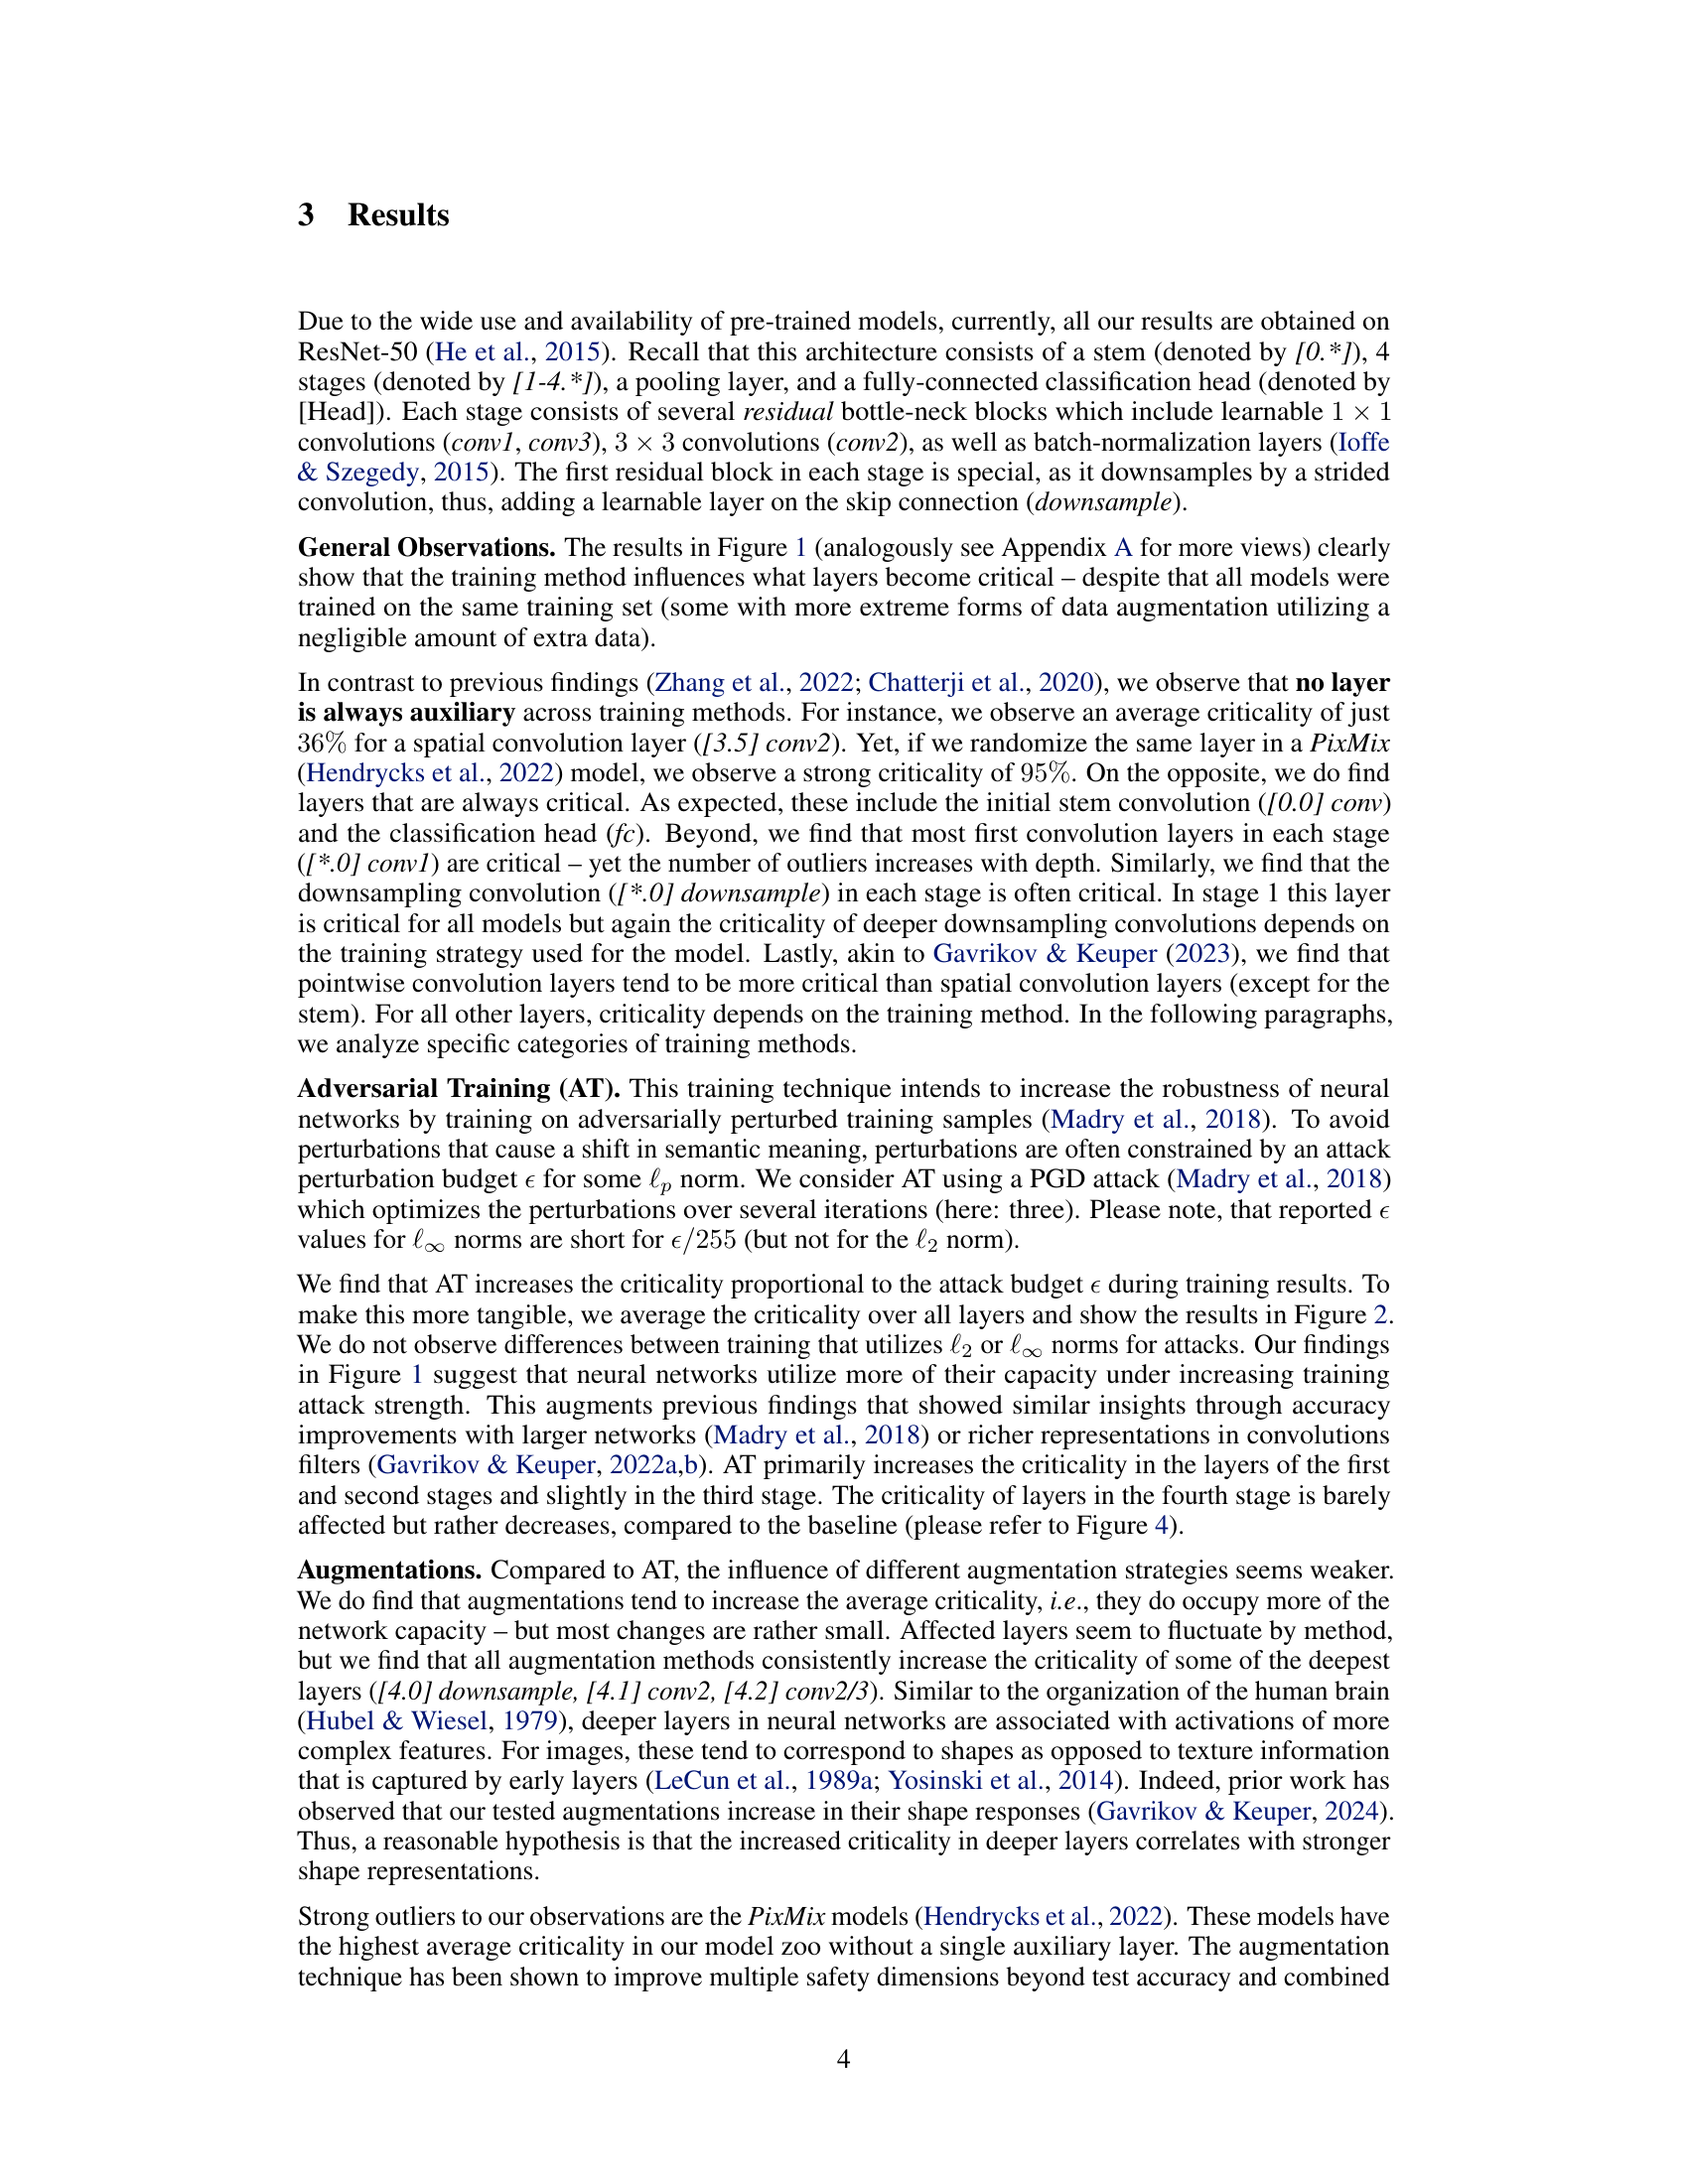 3 Results
Due to the wide use and availability of pre-trained models, currently, all our results are obtained on
ResNet-50 (He et al., 2015). Recall that this architecture consists of a stem (denoted by [0.*]), 4
stages (denoted by [1-4.*]), a pooling layer, and a fully-connected classification head (denoted by
[Head]). Each stage consists of several residual bottle-neck blocks which include learnable 1 × 1
convolutions (conv1, conv3), 3 × 3 convolutions (conv2), as well as batch-normalization layers (Ioffe
& Szegedy, 2015). The first residual block in each stage is special, as it downsamples by a strided
convolution, thus, adding a learnable layer on the skip connection (downsample).
General Observations. The results in Figure 1 (analogously see Appendix A for more views) clearly
show that the training method influences what layers become critical – despite that all models were
trained on the same training set (some with more extreme forms of data augmentation utilizing a
negligible amount of extra data).
In contrast to previous findings (Zhang et al., 2022; Chatterji et al., 2020), we observe that no layer
is always auxiliary across training methods. For instance, we observe an average criticality of just
36% for a spatial convolution layer ([3.5] conv2). Yet, if we randomize the same layer in a PixMix
(Hendrycks et al., 2022) model, we observe a strong criticality of 95%. On the opposite, we do find
layers that are always critical. As expected, these include the initial stem convolution ([0.0] conv)
and the classification head (fc). Beyond, we find that most first convolution layers in each stage
([*.0] conv1) are critical – yet the number of outliers increases with depth. Similarly, we find that the
downsampling convolution ([*.0] downsample) in each stage is often critical. In stage 1 this layer
is critical for all models but again the criticality of deeper downsampling convolutions depends on
the training strategy used for the model. Lastly, akin to Gavrikov & Keuper (2023), we find that
pointwise convolution layers tend to be more critical than spatial convolution layers (except for the
stem). For all other layers, criticality depends on the training method. In the following paragraphs,
we analyze specific categories of training methods.
Adversarial Training (AT). This training technique intends to increase the robustness of neural
networks by training on adversarially perturbed training samples (Madry et al., 2018). To avoid
perturbations that cause a shift in semantic meaning, perturbations are often constrained by an attack
perturbation budget ϵ for some ℓp norm. We consider AT using a PGD attack (Madry et al., 2018)
which optimizes the perturbations over several iterations (here: three). Please note, that reported ϵ
values for ℓ∞ norms are short for ϵ/255 (but not for the ℓ2 norm).
We find that AT increases the criticality proportional to the attack budget ϵ during training results. To
make this more tangible, we average the criticality over all layers and show the results in Figure 2.
We do not observe differences between training that utilizes ℓ2 or ℓ∞ norms for attacks. Our findings
in Figure 1 suggest that neural networks utilize more of their capacity under increasing training
attack strength. This augments previous findings that showed similar insights through accuracy
improvements with larger networks (Madry et al., 2018) or richer representations in convolutions
filters (Gavrikov & Keuper, 2022a,b). AT primarily increases the criticality in the layers of the first
and second stages and slightly in the third stage. The criticality of layers in the fourth stage is barely
affected but rather decreases, compared to the baseline (please refer to Figure 4).
Augmentations. Compared to AT, the influence of different augmentation strategies seems weaker.
We do find that augmentations tend to increase the average criticality, i.e., they do occupy more of the
network capacity – but most changes are rather small. Affected layers seem to fluctuate by method,
but we find that all augmentation methods consistently increase the criticality of some of the deepest
layers ([4.0] downsample, [4.1] conv2, [4.2] conv2/3). Similar to the organization of the human brain
(Hubel & Wiesel, 1979), deeper layers in neural networks are associated with activations of more
complex features. For images, these tend to correspond to shapes as opposed to texture information
that is captured by early layers (LeCun et al., 1989a; Yosinski et al., 2014). Indeed, prior work has
observed that our tested augmentations increase in their shape responses (Gavrikov & Keuper, 2024).
Thus, a reasonable hypothesis is that the increased criticality in deeper layers correlates with stronger
shape representations.
Strong outliers to our observations are the PixMix models (Hendrycks et al., 2022). These models have
the highest average criticality in our model zoo without a single auxiliary layer. The augmentation
technique has been shown to improve multiple safety dimensions beyond test accuracy and combined
4